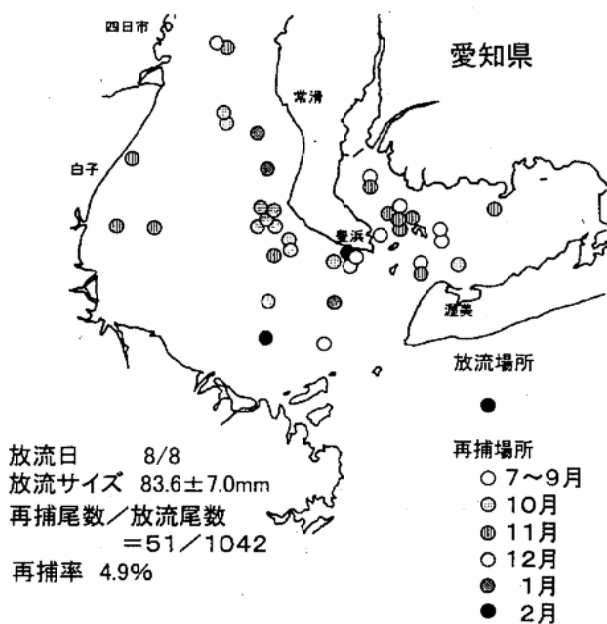 四日市
愛知県
常滑
白子
豊浜
渥美
放流場所
放流日 8/8
放流サイズ 83.6±7.0mm
再捕尾数／放流尾数
＝51／1042
再捕率 4.9%
再捕場所
7～9月
10月
11月
12月
1月
2月